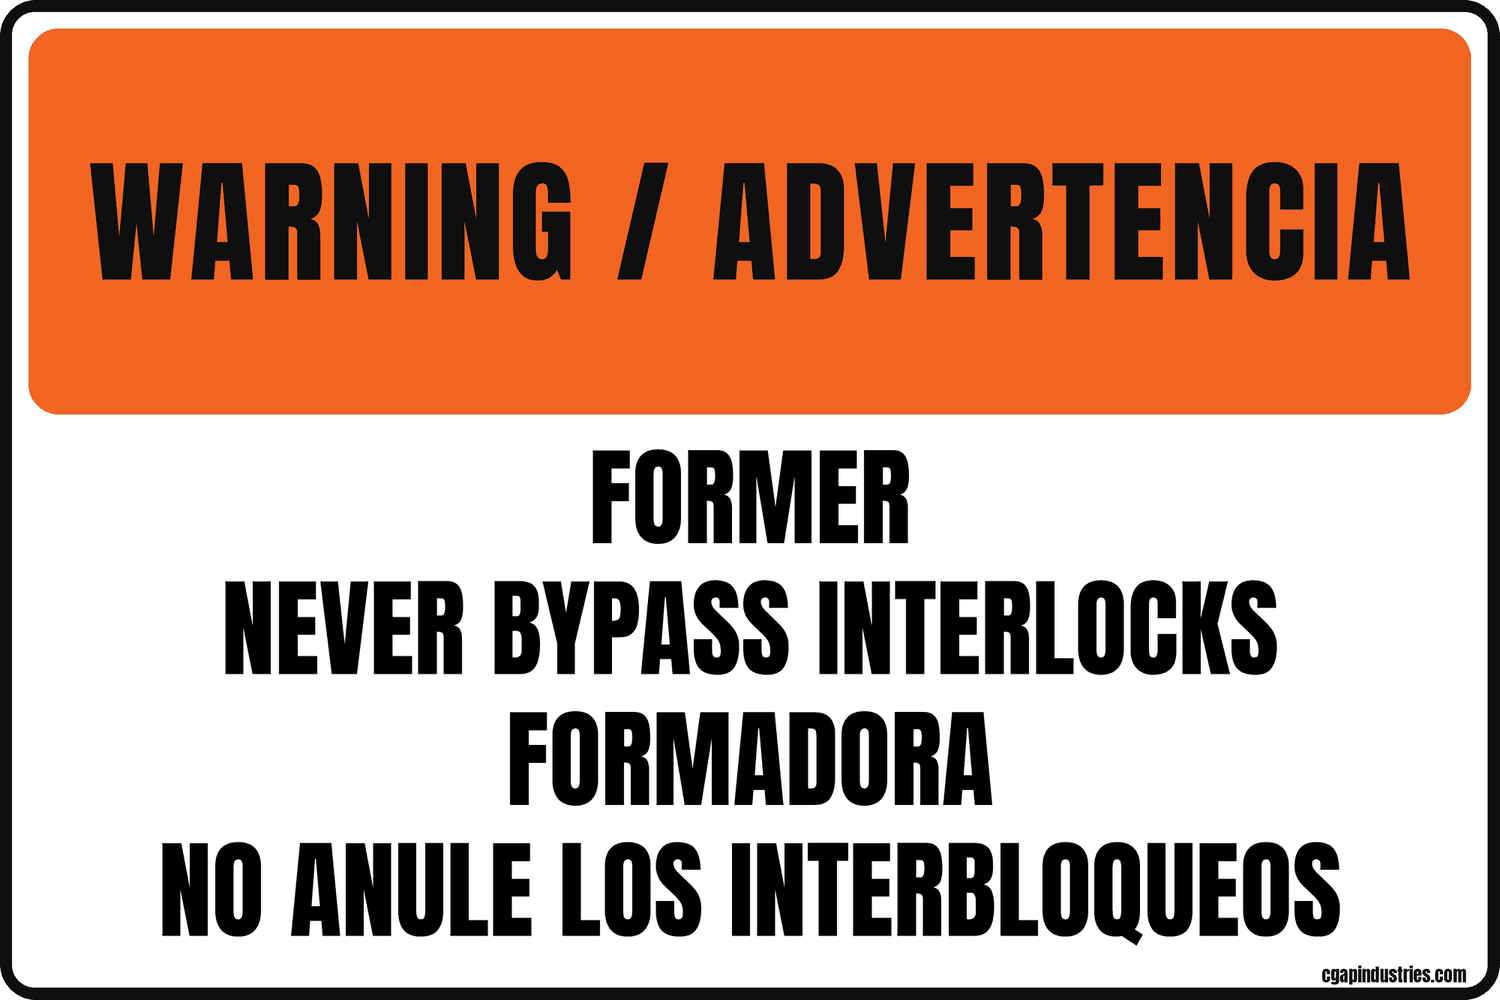 WARNING / ADVERTENCIA
FORMER
NEVER BYPASS INTERLOCKS
FORMADORA
NO ANULE LOS INTERBLOQUEOS
cgapindustries.com